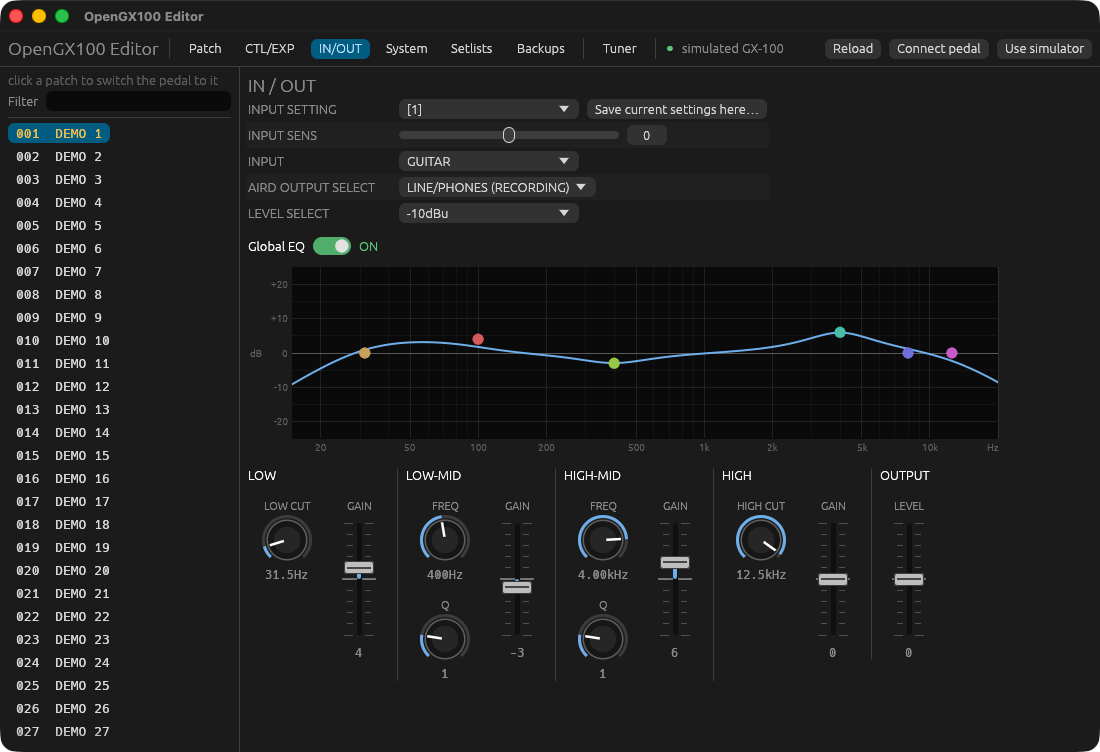 OpenGX100 Editor
OpenGX100 Editor Patch CTL/EXP IN/OUT System Setlists Backups Tuner simulated GX-100 Reload Connect pedal Use simulator
click a patch to switch the pedal to it
Filter
001 DEMO 1
002 DEMO 2
003 DEMO 3
004 DEMO 4
005 DEMO 5
006 DEMO 6
007 DEMO 7
008 DEMO 8
009 DEMO 9
010 DEMO 10
011 DEMO 11
012 DEMO 12
013 DEMO 13
014 DEMO 14
015 DEMO 15
016 DEMO 16
017 DEMO 17
018 DEMO 18
019 DEMO 19
020 DEMO 20
021 DEMO 21
022 DEMO 22
023 DEMO 23
024 DEMO 24
025 DEMO 25
026 DEMO 26
027 DEMO 27
IN / OUT
INPUT SETTING [1] Save current settings here...
INPUT SENS 0
INPUT GUITAR
AIRD OUTPUT SELECT LINE/PHONES (RECORDING)
LEVEL SELECT -10dBu
Global EQ ON
+20
+10
dB 0
-10
-20
20 50 100 200 500 1k 2k 5k 10k Hz
LOW LOW-MID HIGH-MID HIGH OUTPUT
LOW CUT GAIN FREQ GAIN FREQ GAIN HIGH CUT GAIN LEVEL
31.5Hz 400Hz 4.00kHz 12.5kHz
Q Q
4 -3 6 0 0
1 1